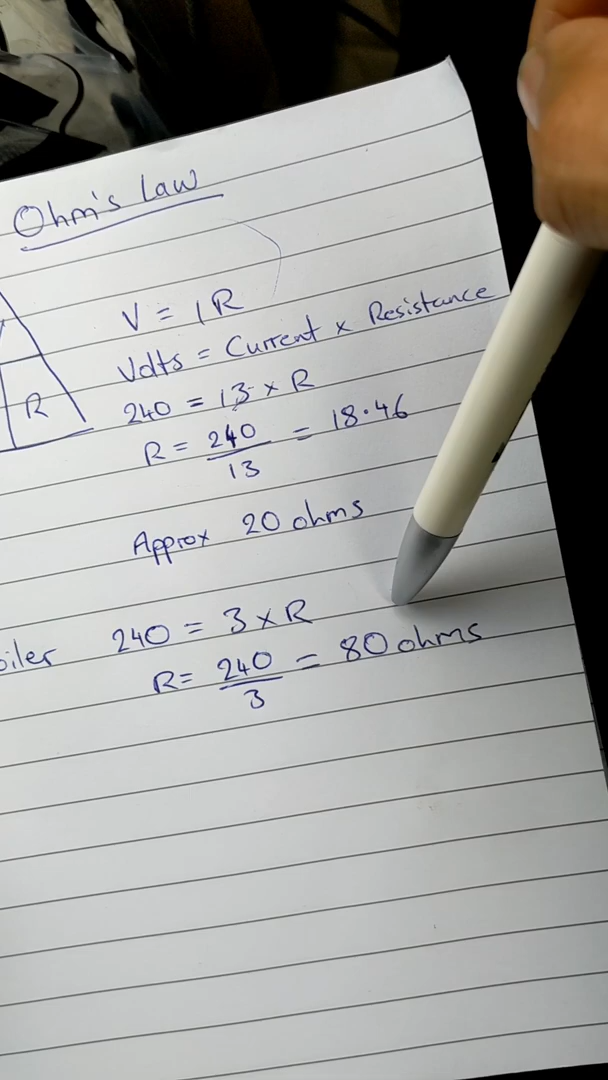 Ohm's Law
V = IR
Volts = Current x Resistance
R
240 = 13 x R
R = 240/13 = 18.46
Approx 20 ohms
240 = 3 x R
R = 240/3 = 80 ohms